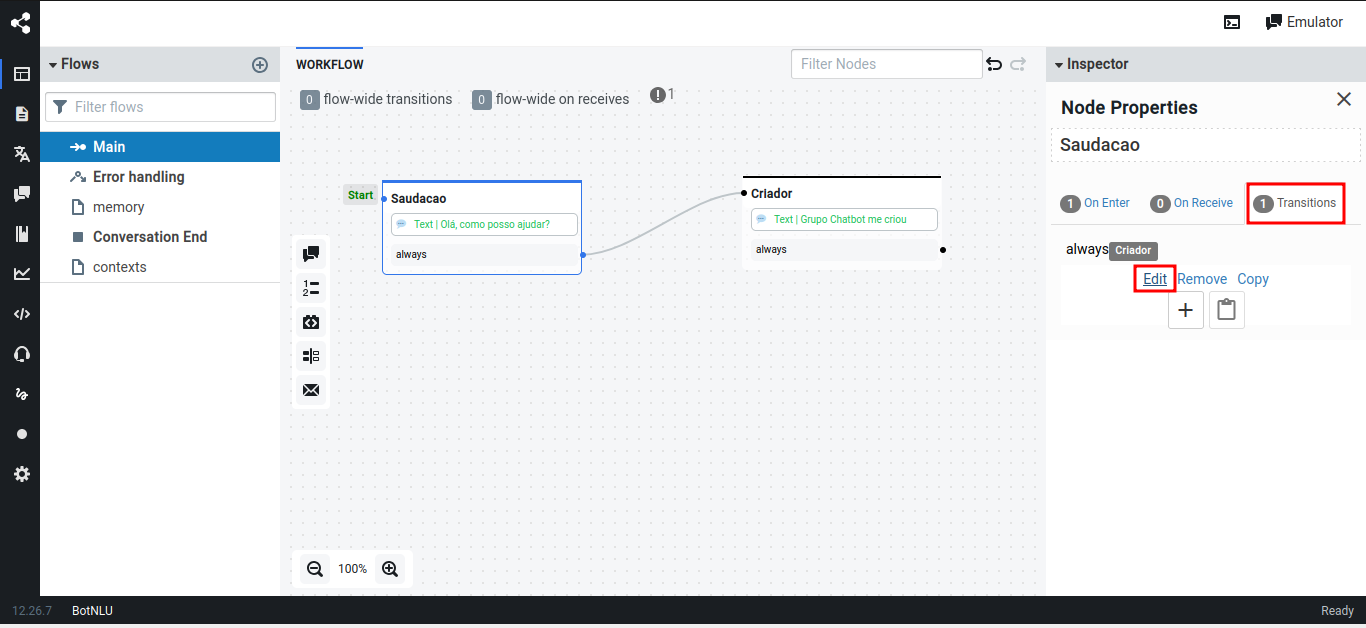 Emulator
Flows
Filter flows
Main
Error handling
memory
Conversation End
contexts
WORKFLOW
Filter Nodes
0 flow-wide transitions 0 flow-wide on receives ! 1
Start
Saudacao
Text | Olá, como posso ajudar?
always
Criador
Text | Grupo Chatbot me criou
always
1
2
100%
Inspector
Node Properties
Saudacao
1 On Enter 0 On Receive 1 Transitions
always Criador
Edit Remove Copy
12.26.7 BotNLU Ready